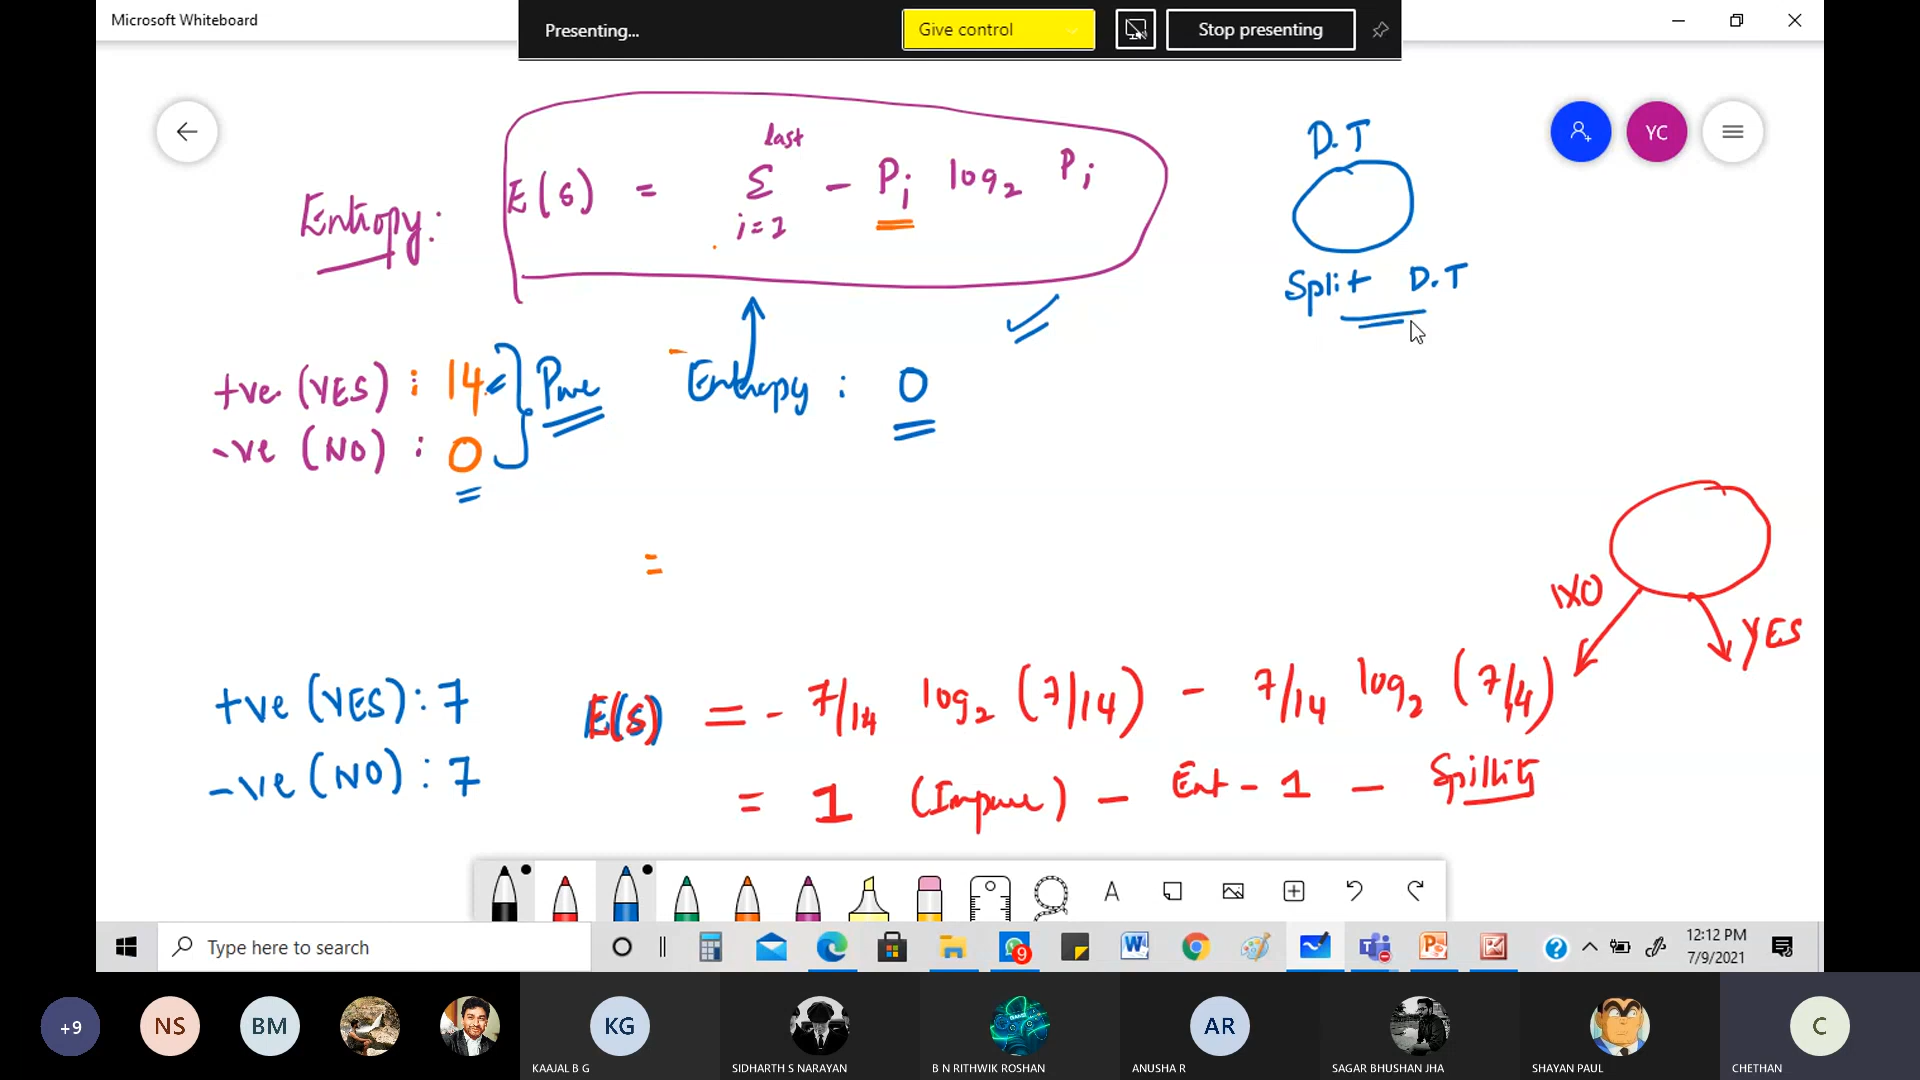 Microsoft Whiteboard
Presenting...
Give control
Stop presenting
YC
Entropy:
E(S) = Σ - Pi log2 Pi
last
i=1
D.T
Split D.T
+ve (YES) : 14
-ve (NO) : 0
Pure
Entropy : 0
=
NO
YES
+ve (YES) : 7
-ve (NO) : 7
E(S) = - 7/14 log2 (7/14) - 7/14 log2 (7/14)
= 1 (Impure) - Ent - 1 -
A
Type here to search
9
12:12 PM
7/9/2021
+9
NS
BM
KG
AR
C
KAAJAL B G
SIDHARTH S NARAYAN
B N RITHWIK ROSHAN
ANUSHA R
SAGAR BHUSHAN JHA
SHAYAN PAUL
CHETHAN